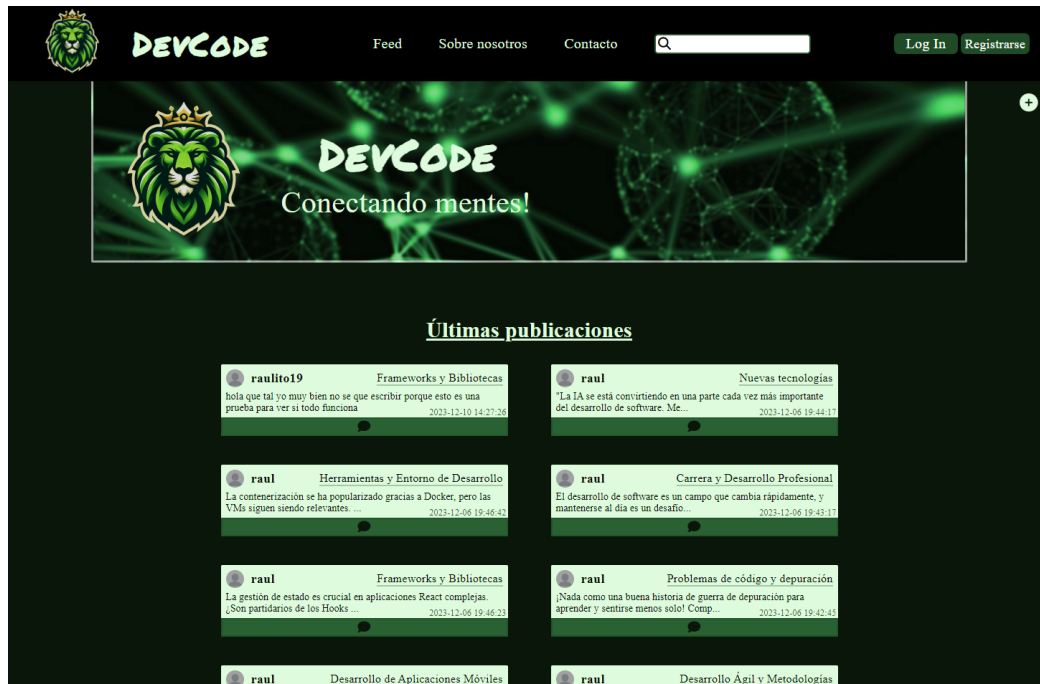 DEVCODE
Feed
Sobre nosotros
Contacto
Log In
Registrarse
DEVCODE
Conectando mentes!
Últimas publicaciones
raulito19
Frameworks y Bibliotecas
hola que tal yo muy bien no se que escribir porque esto es una
prueba para ver si todo funciona
2023-12-10 14:27:26
raul
Nuevas tecnologías
"La IA se está convirtiendo en una parte cada vez más importante
del desarrollo de software. Me...
2023-12-06 19:44:17
raul
Herramientas y Entorno de Desarrollo
La contenerización se ha popularizado gracias a Docker, pero las
VMs siguen siendo relevantes. ...
2023-12-06 19:46:42
raul
Carrera y Desarrollo Profesional
El desarrollo de software es un campo que cambia rápidamente, y
mantenerse al día es un desafío...
2023-12-06 19:43:17
raul
Frameworks y Bibliotecas
La gestión de estado es crucial en aplicaciones React complejas.
¿Son partidarios de los Hooks ...
2023-12-06 19:46:23
raul
Problemas de código y depuración
¡Nada como una buena historia de guerra de depuración para
aprender y sentirse menos solo! Comp...
2023-12-06 19:42:45
raul
Desarrollo de Aplicaciones Móviles
raul
Desarrollo Ágil y Metodologías